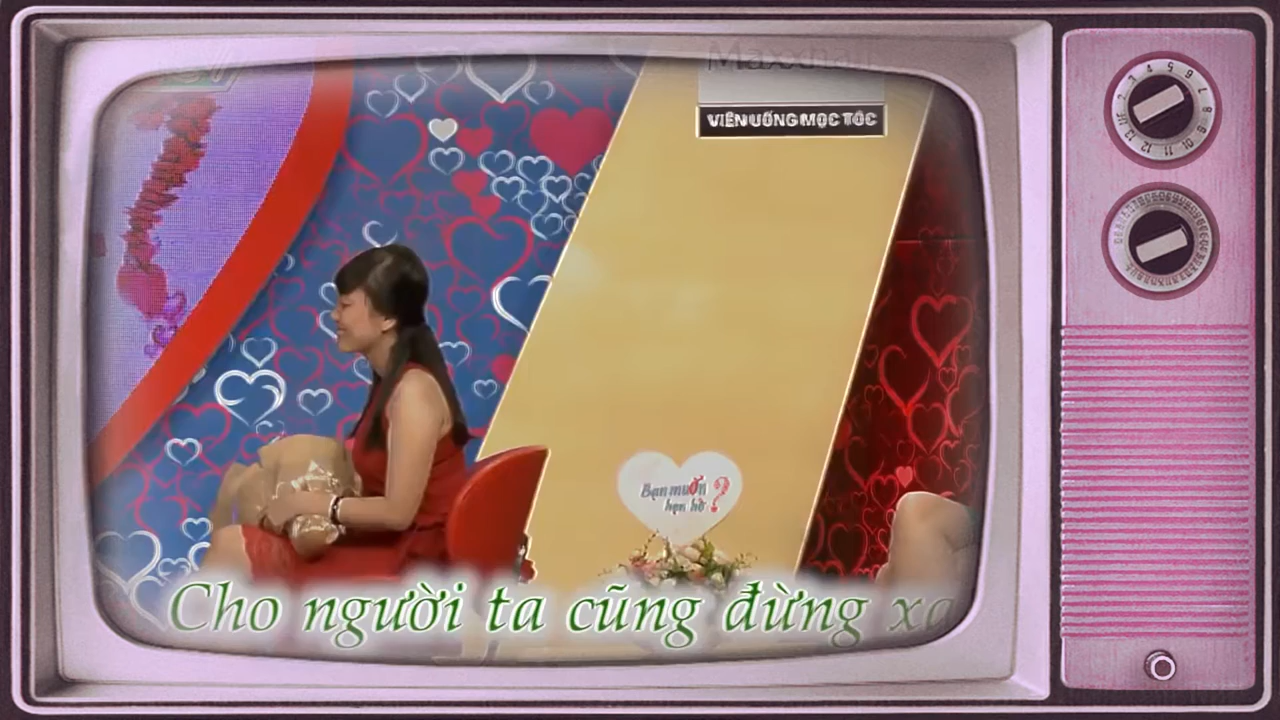 VIÊN UỐNG MỌC TÓC
Bạn muốn
hẹn hò ?
Cho người ta cũng đừng